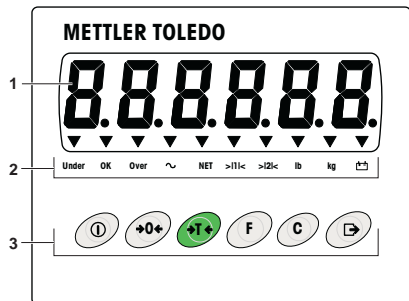 METTLER TOLEDO
1
8.8.8.8.8.8
2
Under OK Over ~ NET >|1|< >|2|< lb kg
3
→0← →T← F C